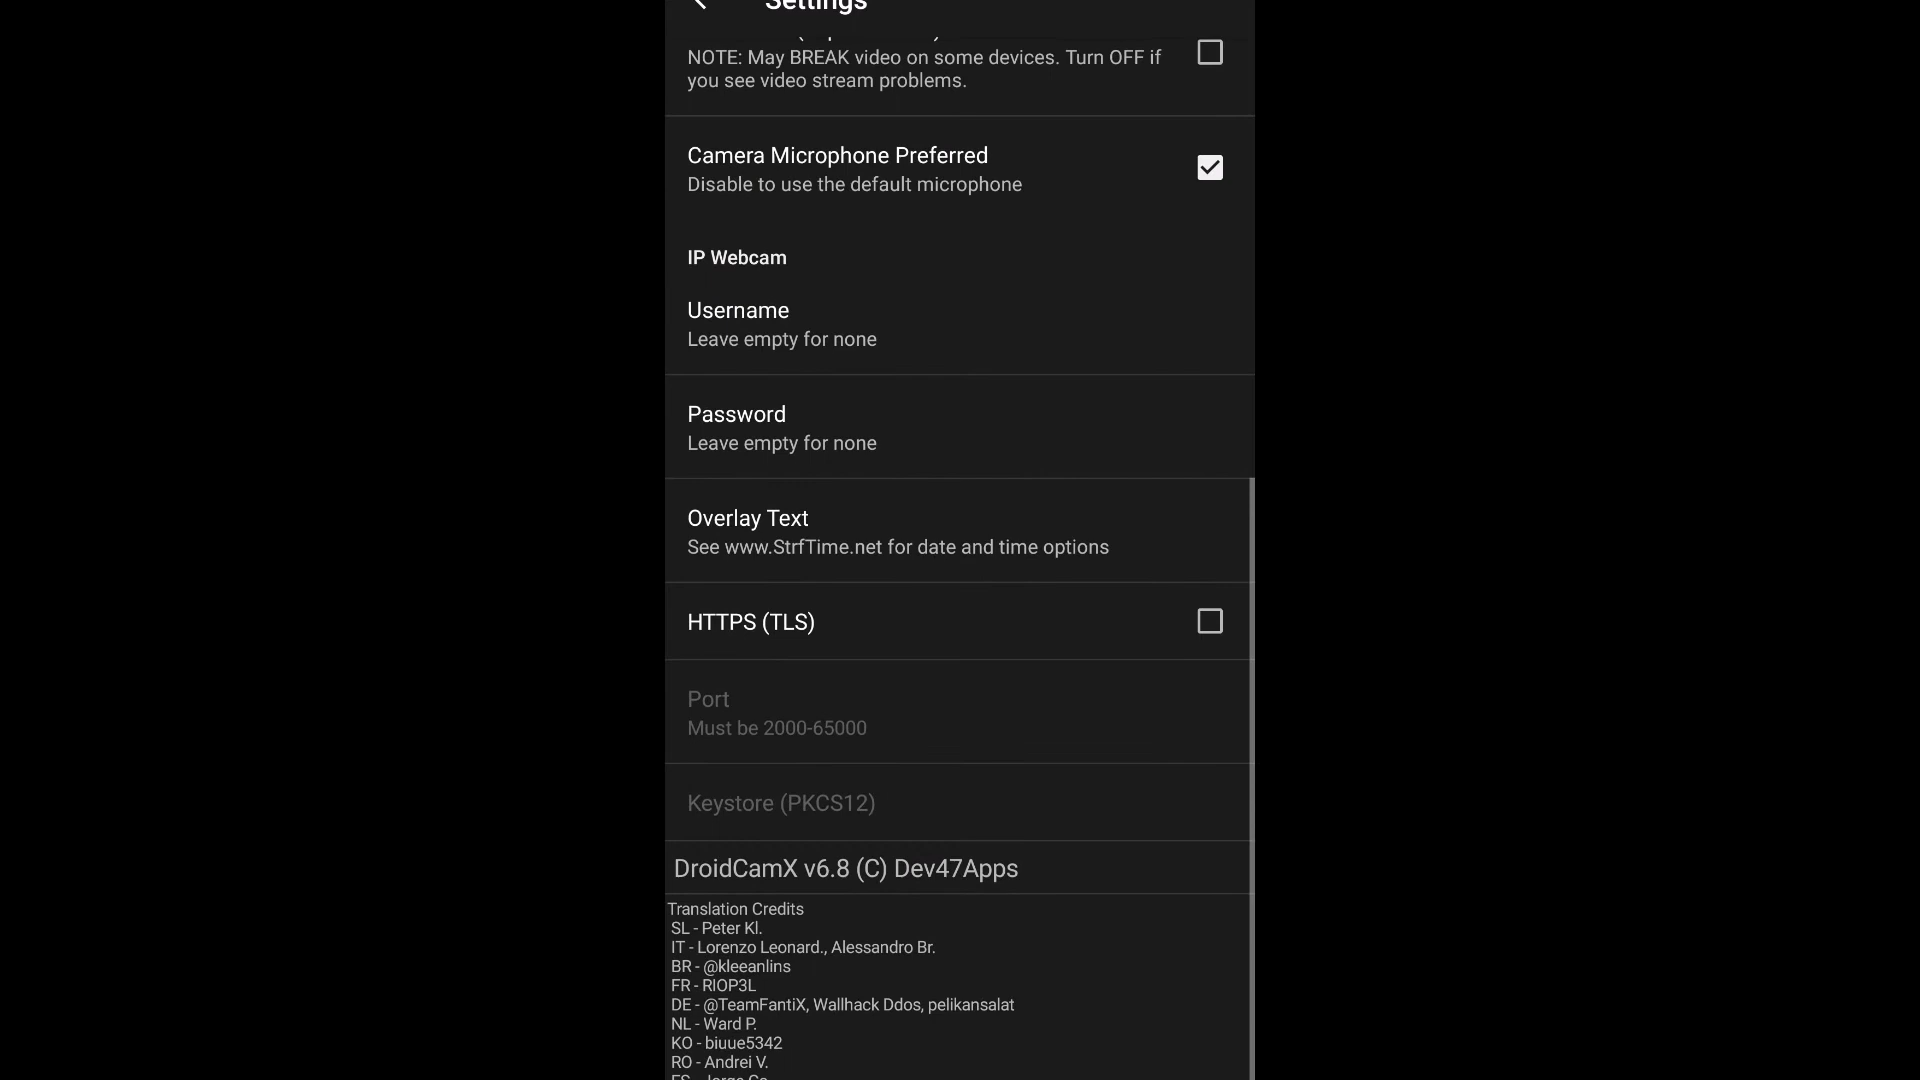 Settings
NOTE: May BREAK video on some devices. Turn OFF if
you see video stream problems.
Camera Microphone Preferred
Disable to use the default microphone
IP Webcam
Username
Leave empty for none
Password
Leave empty for none
Overlay Text
See www.StrfTime.net for date and time options
HTTPS (TLS)
Port
Must be 2000-65000
Keystore (PKCS12)
DroidCamX v6.8 (C) Dev47Apps
Translation Credits
SL - Peter Kl.
IT - Lorenzo Leonard., Alessandro Br.
BR - @kleeanlins
FR - RIOP3L
DE - @TeamFantiX, Wallhack Ddos, pelikansalat
NL - Ward P.
KO - biuue5342
RO - Andrei V.